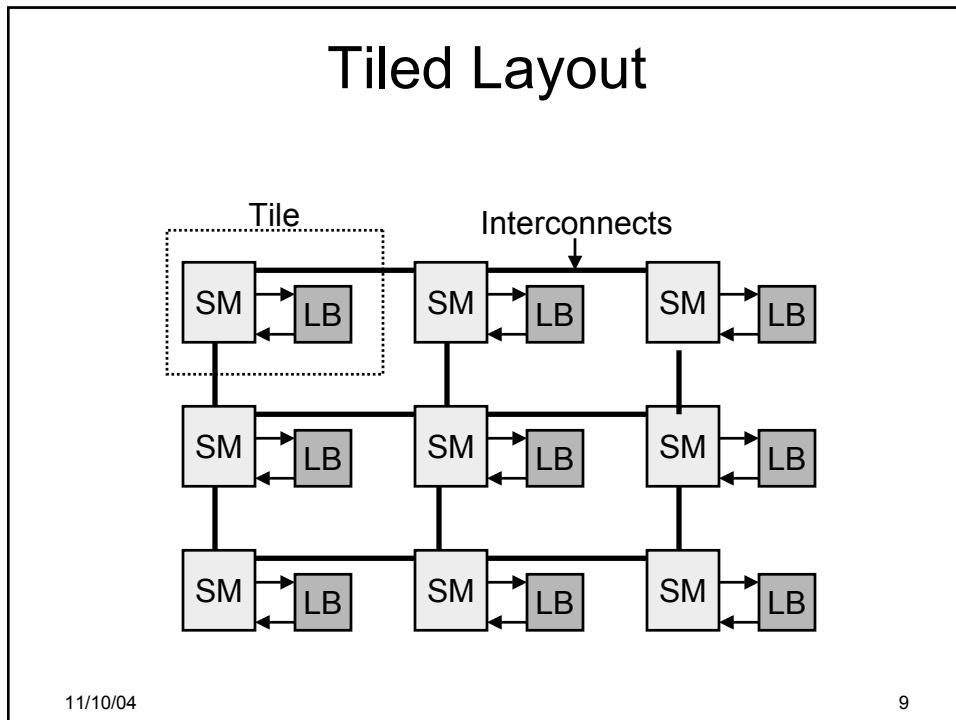 Tiled Layout
Tile
Interconnects
SM LB SM LB SM LB
SM LB SM LB SM LB
SM LB SM LB SM LB
11/10/04 9